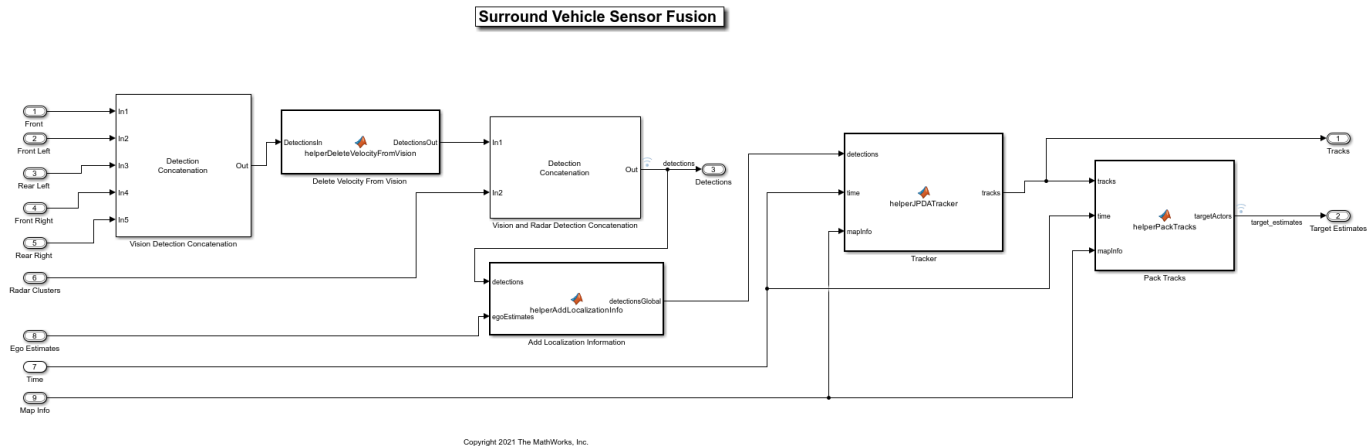 Surround Vehicle Sensor Fusion
1
Front
2
Front Left
3
Rear Left
4
Front Right
5
Rear Right
6
Radar Clusters
8
Ego Estimates
7
Time
9
Map Info
In1
In2
In3
In4
In5
Detection
Concatenation
Out
Vision Detection Concatenation
DetectionsIn
DetectionsOut
helperDeleteVelocityFromVision
Delete Velocity From Vision
In1
In2
Detection
Concatenation
Out
Vision and Radar Detection Concatenation
detections
3
Detections
detections
egoEstimates
detectionsGlobal
helperAddLocalizationInfo
Add Localization Information
detections
time
mapInfo
helperJPDATracker
tracks
Tracker
tracks
time
mapInfo
helperPackTracks
targetActors
Pack Tracks
target_estimates
1
Tracks
2
Target Estimates
Copyright 2021 The MathWorks, Inc.